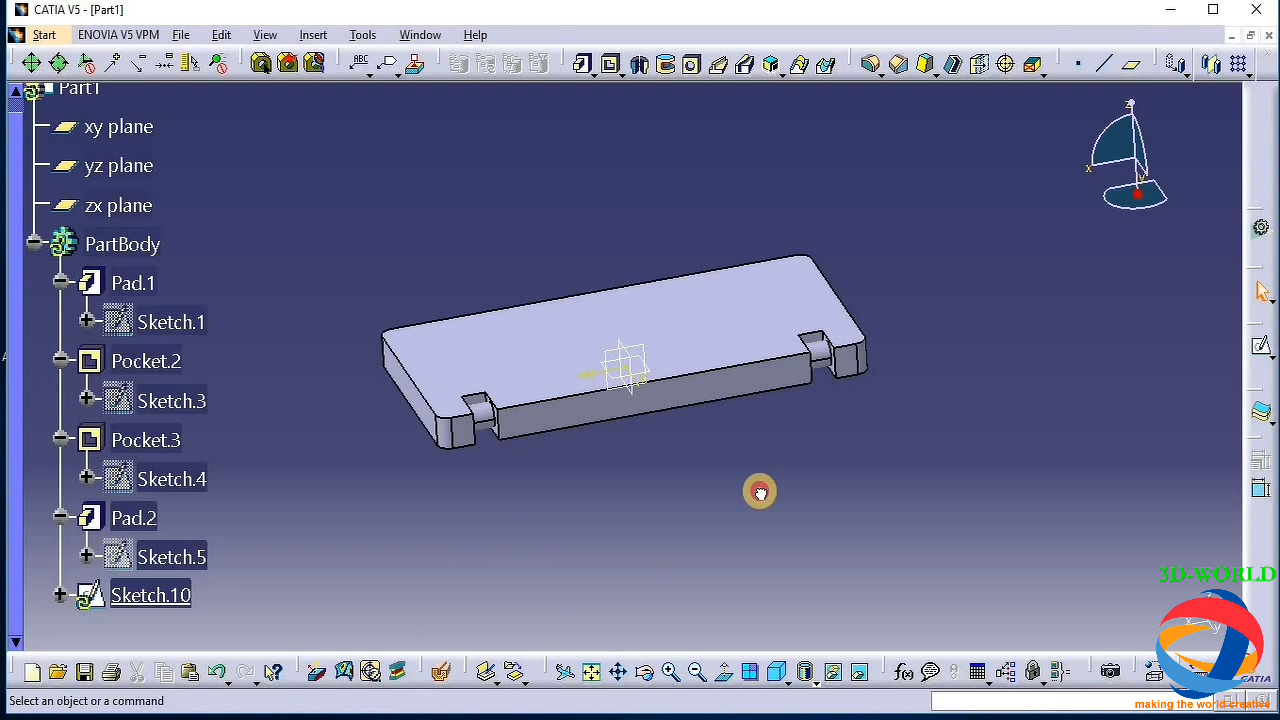 CATIA V5 - [Part1]
Start ENOVIA V5 VPM File Edit View Insert Tools Window Help
ABC
Part1
xy plane
yz plane
zx plane
PartBody
Pad.1
Sketch.1
Pocket.2
Sketch.3
Pocket.3
Sketch.4
Pad.2
Sketch.5
Sketch.10
z
x
y
3D-WORLD
f(x)
CATIA
making the world creative
Select an object or a command